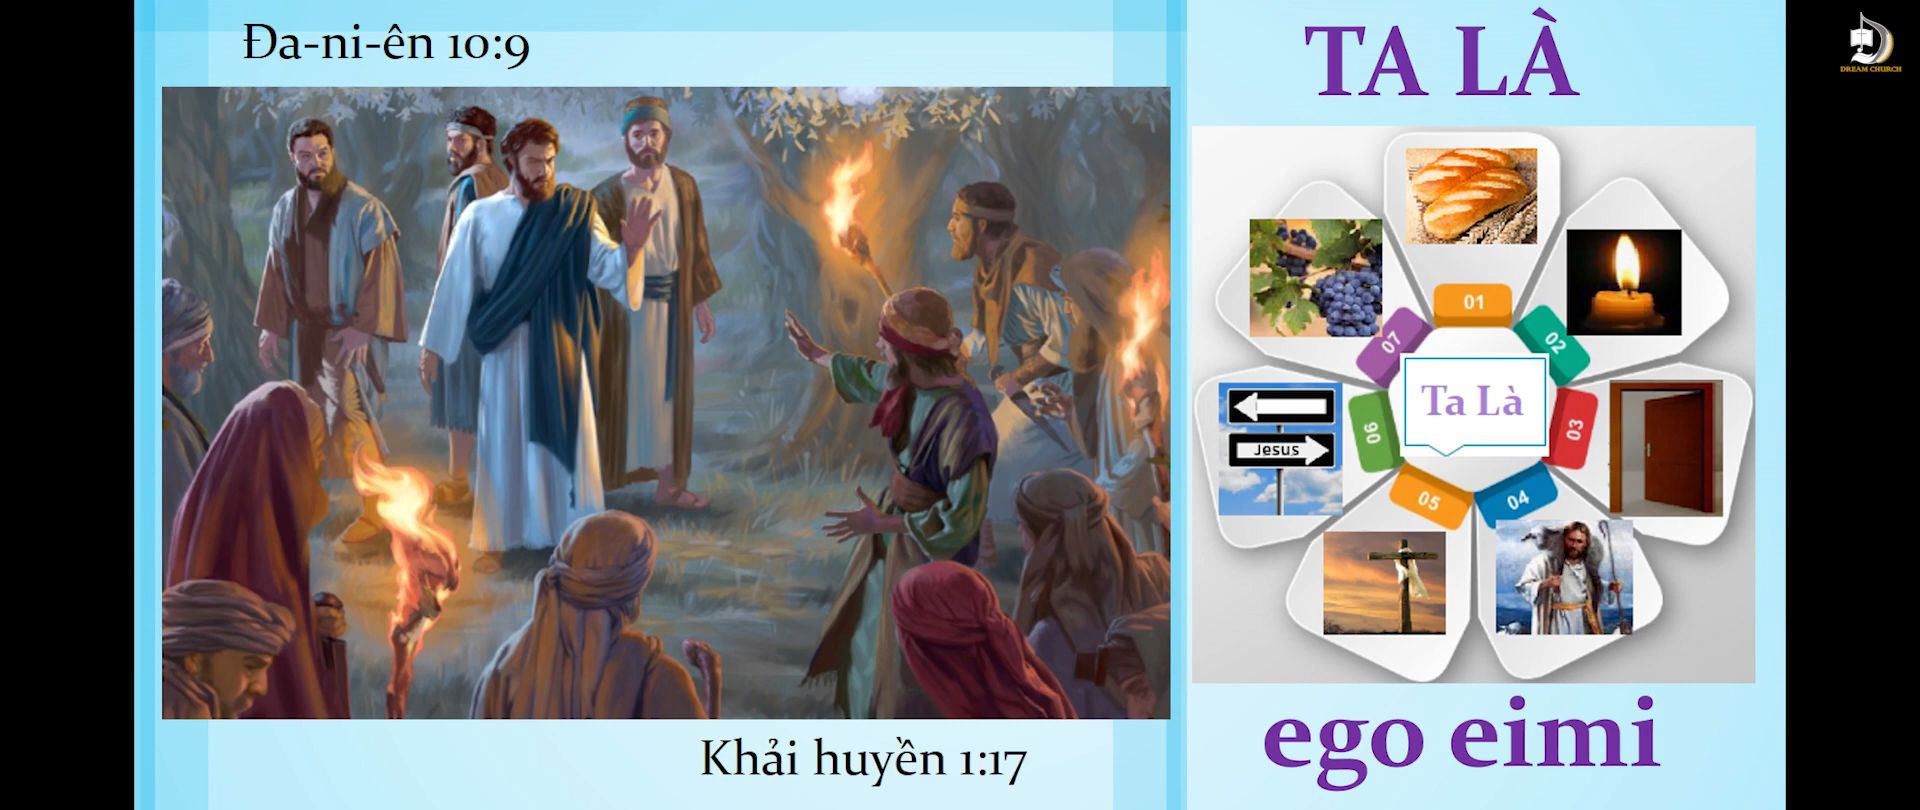 Đa-ni-ên 10:9
Khải huyền 1:17
TA LÀ
01
02
03
04
05
06
07
Ta Là
Jesus
ego eimi
DREAM CHURCH